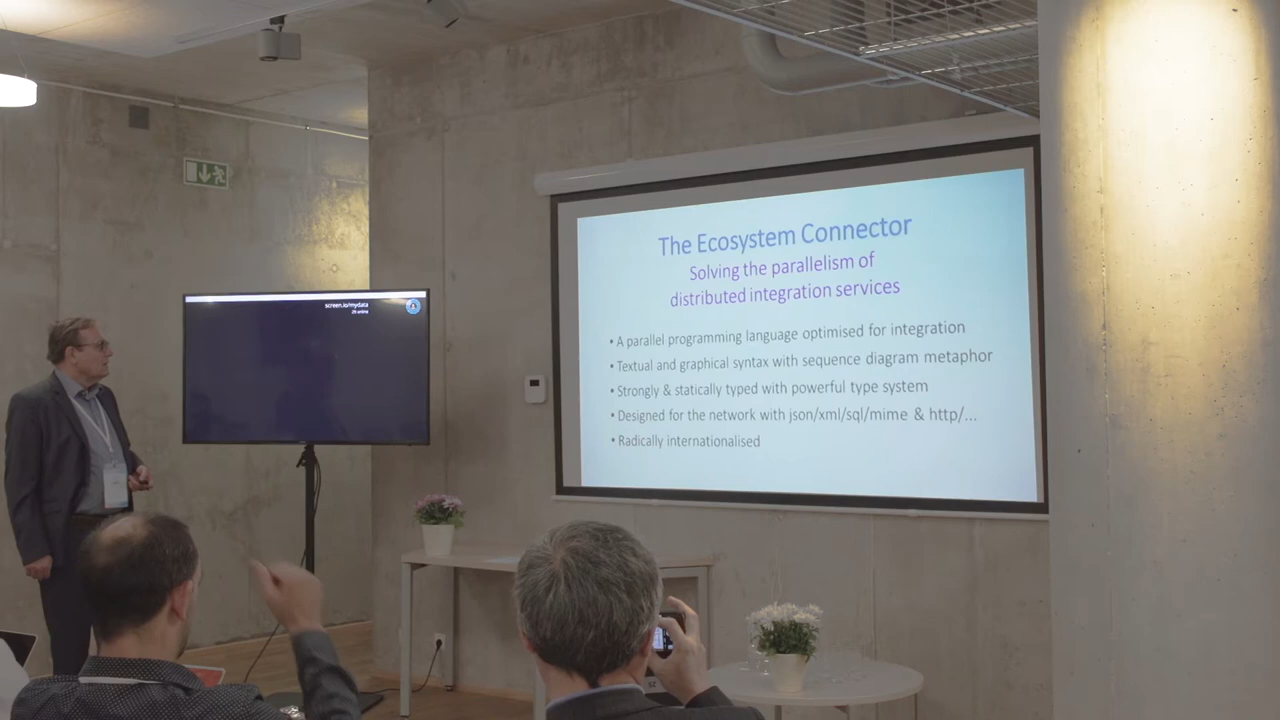 screen.io/mydata
26 online
The Ecosystem Connector
Solving the parallelism of
distributed integration services
• A parallel programming language optimised for integration
• Textual and graphical syntax with sequence diagram metaphor
• Strongly & statically typed with powerful type system
• Designed for the network with json/xml/sql/mime & http/...
• Radically internationalised